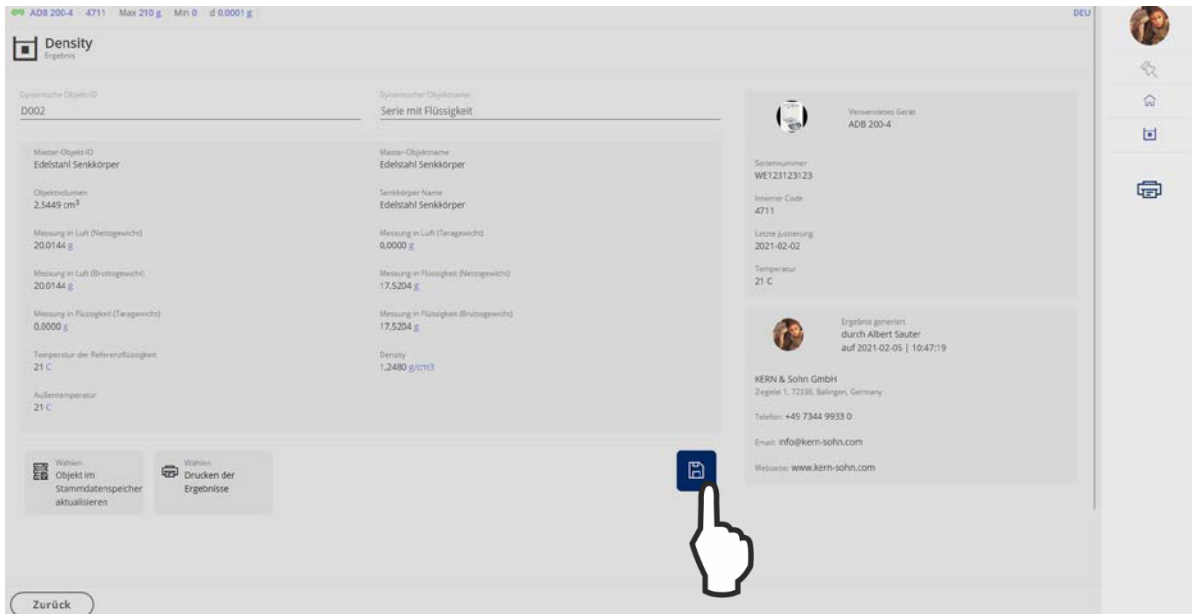 ADB 200-4 4711 Max 210 g Min 0 d 0.0001 g
DEU
Density
Ergebnis
Dynamische Objekt-ID
D002
Dynamischer Objektname
Serie mit Flüssigkeit
Master-Objekt-ID
Edelstahl Senkkörper
Master-Objektname
Edelstahl Senkkörper
Objektvolumen
2,5449 cm³
Senkkörper Name
Edelstahl Senkkörper
Messung in Luft (Nettogewicht)
20.0144 g
Messung in Luft (Taragewicht)
0,0000 g
Messung in Luft (Bruttogewicht)
20.0144 g
Messung in Flüssigkeit (Nettogewicht)
17,5204 g
Messung in Flüssigkeit (Taragewicht)
0,0000 g
Messung in Flüssigkeit (Bruttogewicht)
17,5204 g
Temperatur der Referenzflüssigkeit
21 C
Density
1,2480 g/cm3
Außentemperatur
21 C
Wählen
Objekt im
Stammdatenspeicher
aktualisieren
Wählen
Drucken der
Ergebnisse
Verwendetes Gerät
ADB 200-4
Seriennummer
WE123123123
Interner Code
4711
Letzte Justierung
2021-02-02
Temperatur
21 C
Ergebnis generiert
durch Albert Sauter
auf 2021-02-05 | 10:47:19
KERN & Sohn GmbH
Ziegelei 1, 72336, Balingen, Germany
Telefon: +49 7344 9933 0
Email: info@kern-sohn.com
Webseite: www.kern-sohn.com
Zurück